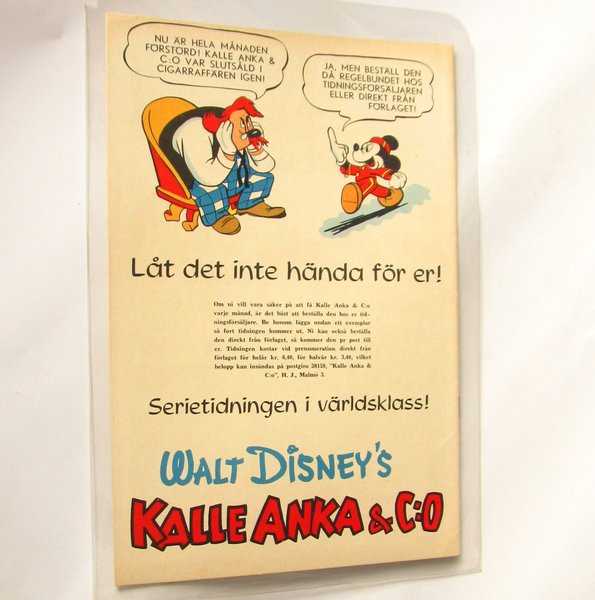 NU ÄR HELA MÅNADEN
FÖRSTÖRD! KALLE ANKA &
C:O VAR SLUTSÅLD I
CIGARRAFFÄREN IGEN!
JA, MEN BESTÄLL DEN
DÅ REGELBUNDET HOS
TIDNINGSFÖRSÄLJAREN
ELLER DIREKT FRÅN
FÖRLAGET!
Låt det inte hända för er!
Om ni vill vara säker på att få Kalle Anka & C:o
varje månad, är det bäst att beställa den hos er tid-
ningsförsäljare. Be honom lägga undan ett exemplar
så fort tidningen kommer ut. Ni kan också beställa
den direkt från förlaget, så kommer den pr post till
er. Tidningen kostar vid prenumeration direkt från
förlaget för helår kr. 6,40, för halvår kr. 3,40, vilket
belopp kan insändas på postgiro 38159, "Kalle Anka &
C:o", H. J., Malmö 3.
Serietidningen i världsklass!
WALT DISNEY'S
KALLE ANKA & C:O